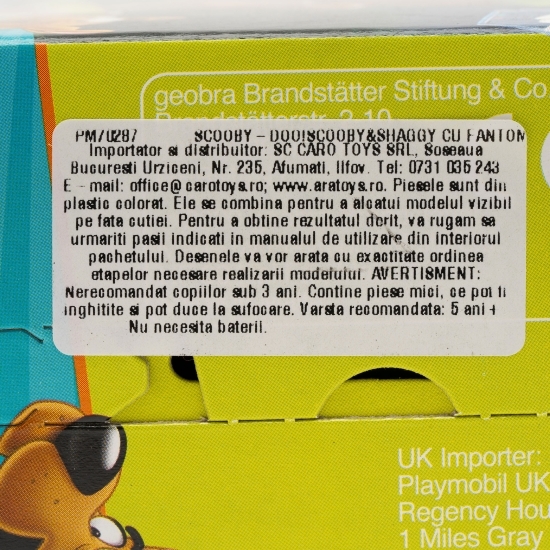 geobra Brandstätter Stiftung & Co
Brandstätterstr. 2-10
PM70287 SCOOBY - DOO!SCOOBY&SHAGGY CU FANTOM
Importator si distribuitor: SC CARO TOYS SRL, Soseaua
Bucuresti Urziceni, Nr. 235, Afumati, Ilfov. Tel: 0731 035 243
E - mail: office@carotoys.ro; www.aratoys.ro. Piesele sunt din
plastic colorat. Ele se combina pentru a alcatui modelul vizibil
pe fata cutiei. Pentru a obtine rezultatul dorit, va rugam sa
urmariti pasii indicati in manualul de utilizare din interiorul
pachetului. Desenele va vor arata cu exactitate ordinea
etapelor necesare realizarii modelului. AVERTISMENT:
Nerecomandat copiilor sub 3 ani. Contine piese mici, ce pot fi
inghitite si pot duce la sufocare. Varsta recomandata: 5 ani +
Nu necesita baterii.
UK Importer:
Playmobil UK
Regency Hou
1 Miles Gray